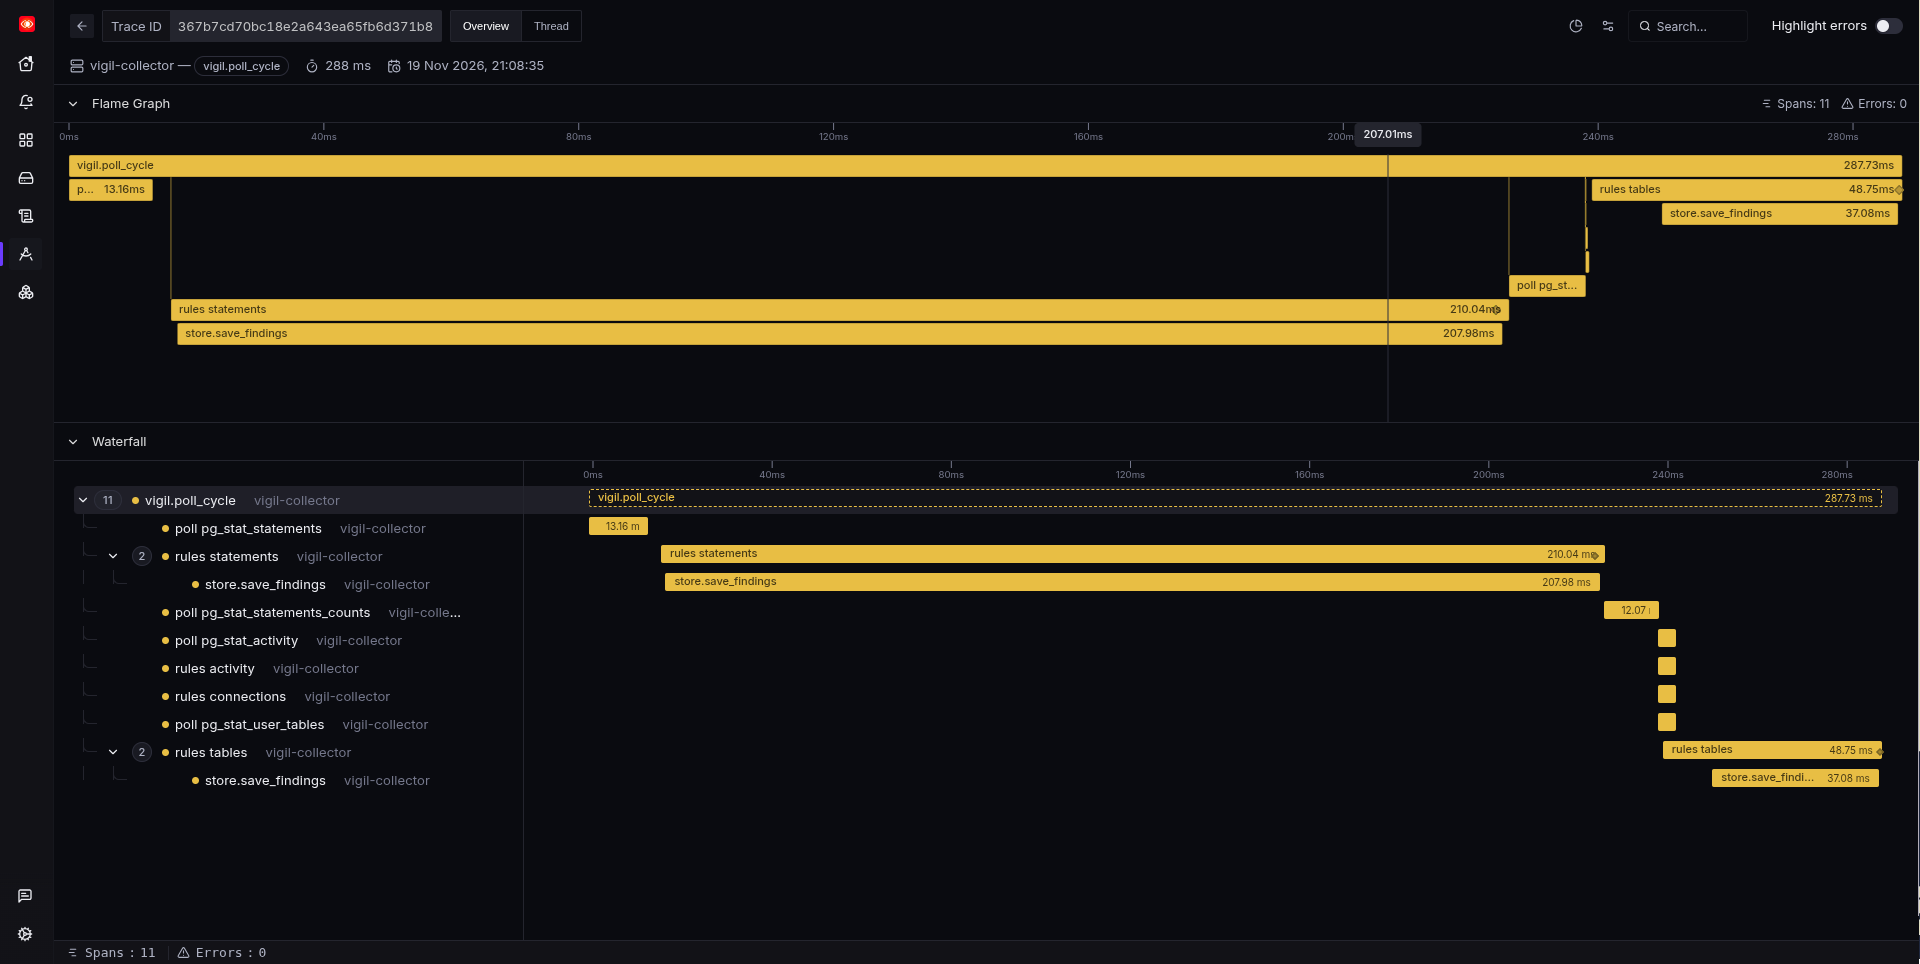 Trace ID 367b7cd70bc18e2a643ea65fb6d371b8 Overview Thread Search... Highlight errors
vigil-collector — vigil.poll_cycle 288 ms 19 Nov 2026, 21:08:35
Flame Graph Spans: 11 Errors: 0
0ms 40ms 80ms 120ms 160ms 200m 207.01ms 240ms 280ms
vigil.poll_cycle 287.73ms
p... 13.16ms rules tables 48.75ms
store.save_findings 37.08ms
poll pg_st...
rules statements 210.04ms
store.save_findings 207.98ms
Waterfall
0ms 40ms 80ms 120ms 160ms 200ms 240ms 280ms
11 vigil.poll_cycle vigil-collector vigil.poll_cycle 287.73 ms
poll pg_stat_statements vigil-collector 13.16 m
2 rules statements vigil-collector rules statements 210.04 ms
store.save_findings vigil-collector store.save_findings 207.98 ms
poll pg_stat_statements_counts vigil-colle... 12.07
poll pg_stat_activity vigil-collector
rules activity vigil-collector
rules connections vigil-collector
poll pg_stat_user_tables vigil-collector
2 rules tables vigil-collector rules tables 48.75 ms
store.save_findings vigil-collector store.save_findi... 37.08 ms
Spans : 11 Errors : 0